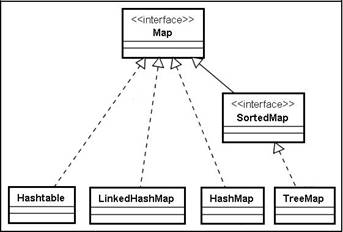 <<interface>>
Map
<<interface>>
SortedMap
Hashtable
LinkedHashMap
HashMap
TreeMap